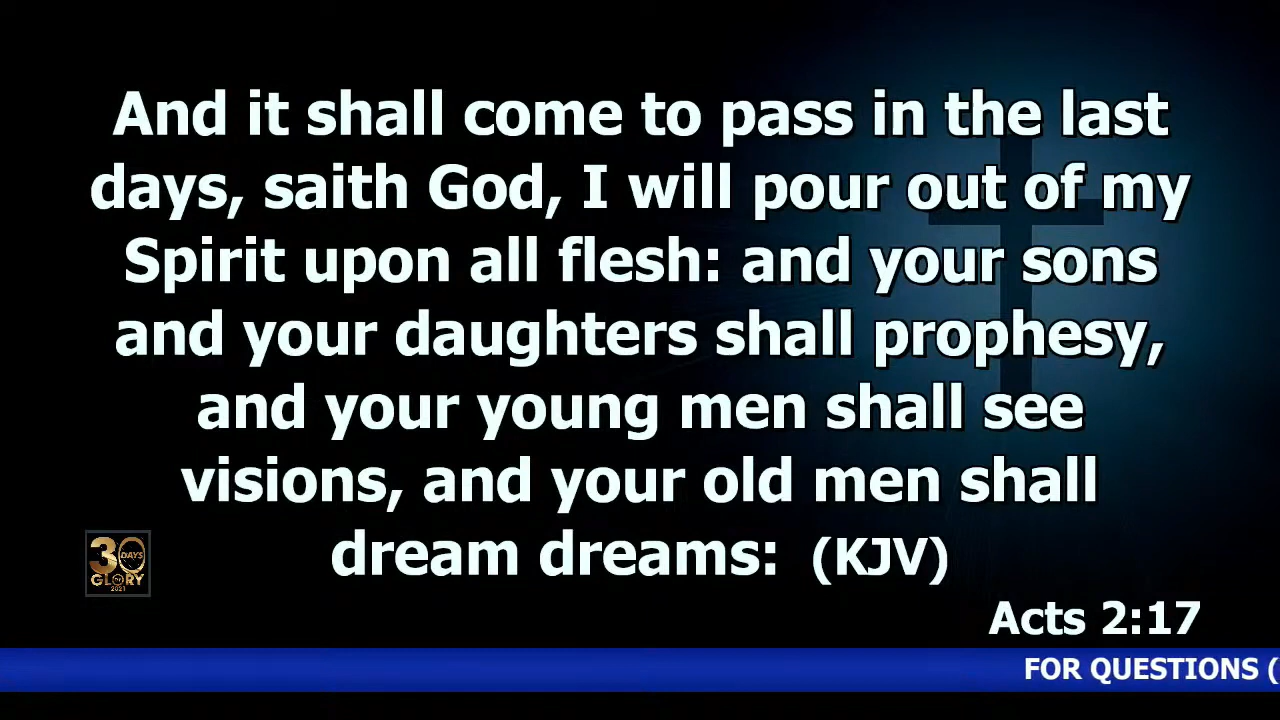 And it shall come to pass in the last
days, saith God, I will pour out of my
Spirit upon all flesh: and your sons
and your daughters shall prophesy,
and your young men shall see
visions, and your old men shall
dream dreams: (KJV)
Acts 2:17
30
DAYS
OF
GLORY
2021
FOR QUESTIONS (